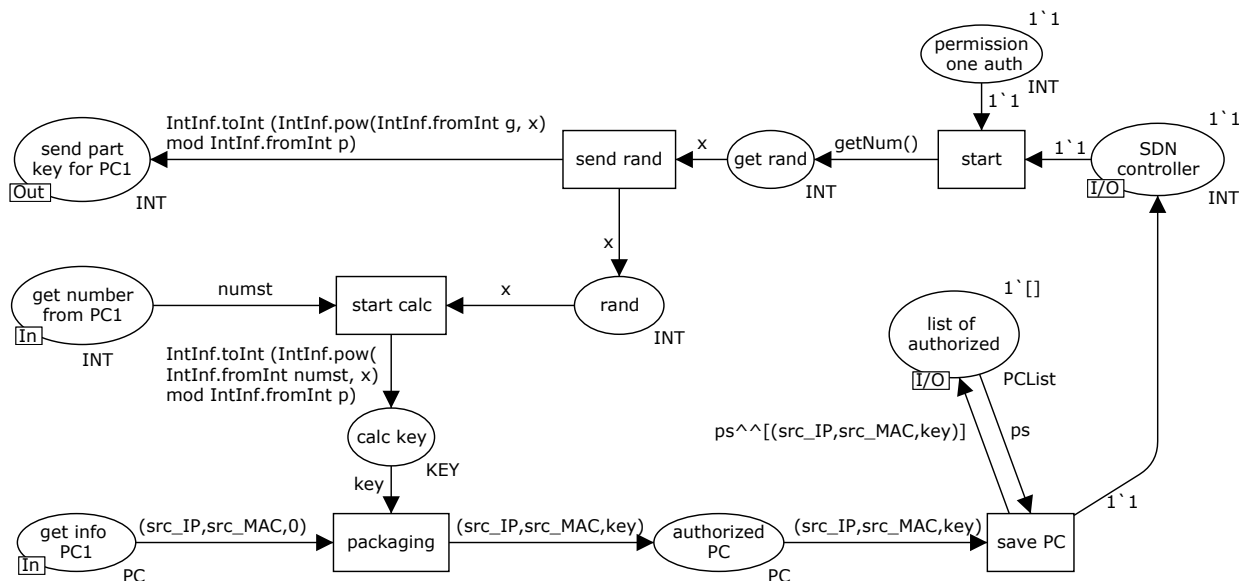 1`1
permission
one auth
INT
1`1
IntInf.toInt (IntInf.pow(IntInf.fromInt g, x)
mod IntInf.fromInt p)
send part
key for PC1
Out
INT
send rand
x
get rand
INT
getNum()
start
1`1
1`1
SDN
controller
I/O
INT
x
get number
from PC1
In
INT
numst
start calc
x
rand
INT
1`[]
list of
authorized
I/O
PCList
IntInf.toInt (IntInf.pow(
IntInf.fromInt numst, x)
mod IntInf.fromInt p)
calc key
KEY
key
ps^^[(src_IP,src_MAC,key)]
ps
1`1
get info
PC1
In
PC
(src_IP,src_MAC,0)
packaging
(src_IP,src_MAC,key)
authorized
PC
PC
(src_IP,src_MAC,key)
save PC